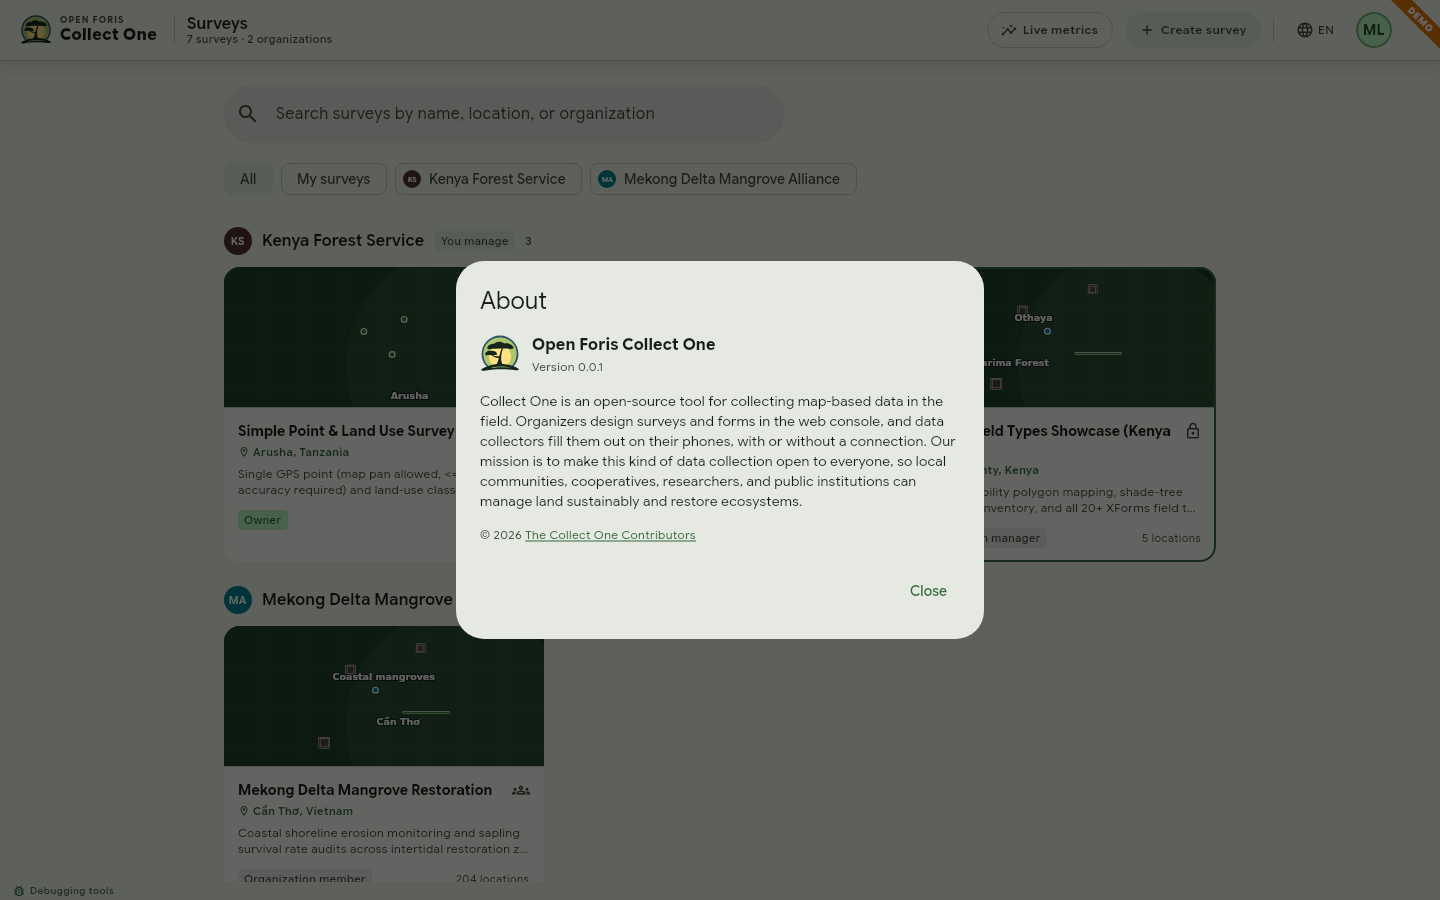 OPEN FORIS
Collect One
Surveys
7 surveys · 2 organizations
Live metrics
Create survey
EN
ML
DEMO
Search surveys by name, location, or organization
All
My surveys
KS
Kenya Forest Service
MA
Mekong Delta Mangrove Alliance
KS
Kenya Forest Service
You manage
3
Arusha
Othaya
arima Forest
Simple Point & Land Use Survey
Arusha, Tanzania
Single GPS point (map pan allowed, <=
accuracy required) and land-use class
Owner
eld Types Showcase (Kenya
nty, Kenya
bility polygon mapping, shade-tree
nventory, and all 20+ XForms field t...
n manager
5 locations
About
Open Foris Collect One
Version 0.0.1
Collect One is an open-source tool for collecting map-based data in the
field. Organizers design surveys and forms in the web console, and data
collectors fill them out on their phones, with or without a connection. Our
mission is to make this kind of data collection open to everyone, so local
communities, cooperatives, researchers, and public institutions can
manage land sustainably and restore ecosystems.
© 2026 The Collect One Contributors
Close
MA
Mekong Delta Mangrove
Coastal mangroves
Cần Thơ
Mekong Delta Mangrove Restoration
Cần Thơ, Vietnam
Coastal shoreline erosion monitoring and sapling
survival rate audits across intertidal restoration z...
Organization member
204 locations
Debugging tools